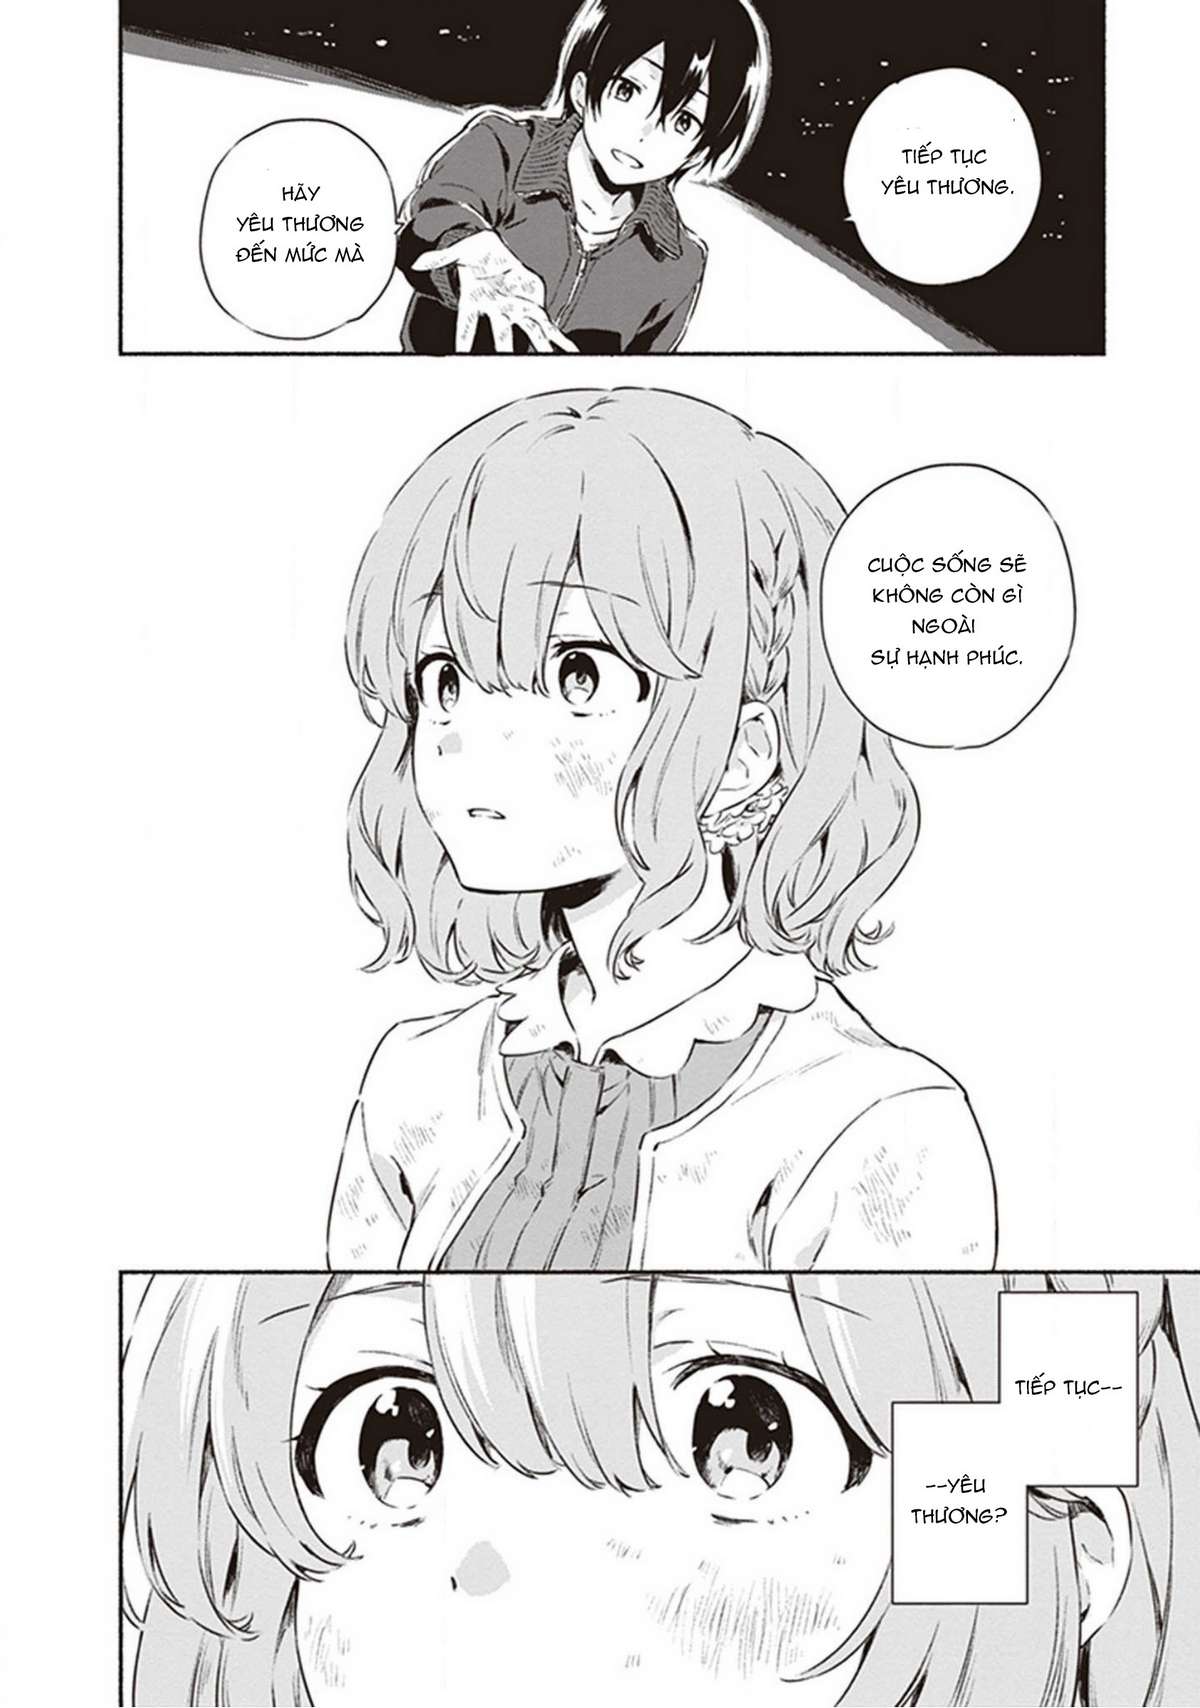 TIẾP TỤC
YÊU THƯƠNG.
HÃY
YÊU THƯƠNG
ĐẾN MỨC MÀ
CUỘC SỐNG SẼ
KHÔNG CÒN GÌ
NGOÀI
SỰ HẠNH PHÚC.
TIẾP TỤC--
--YÊU
THƯƠNG?